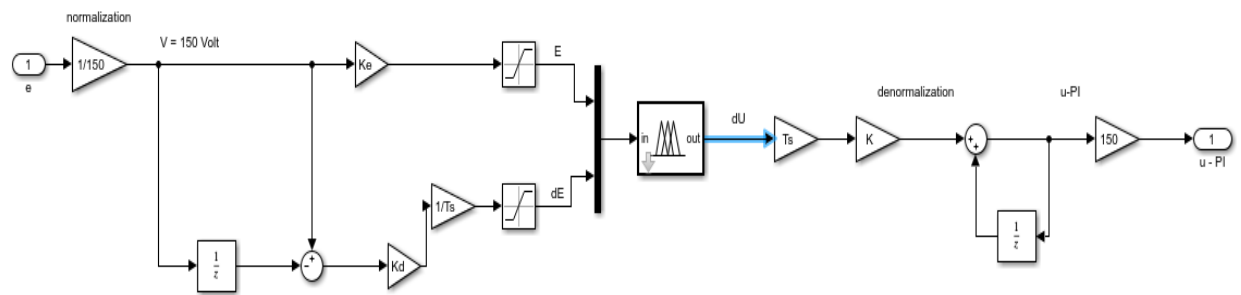 normalization
V = 150 Volt
1
e
1/150
Ke
E
in
out
dU
Ts
denormalization
K
u-PI
+
+
150
1
u - PI
1/Ts
dE
1
z
-
+
Kd
1
z